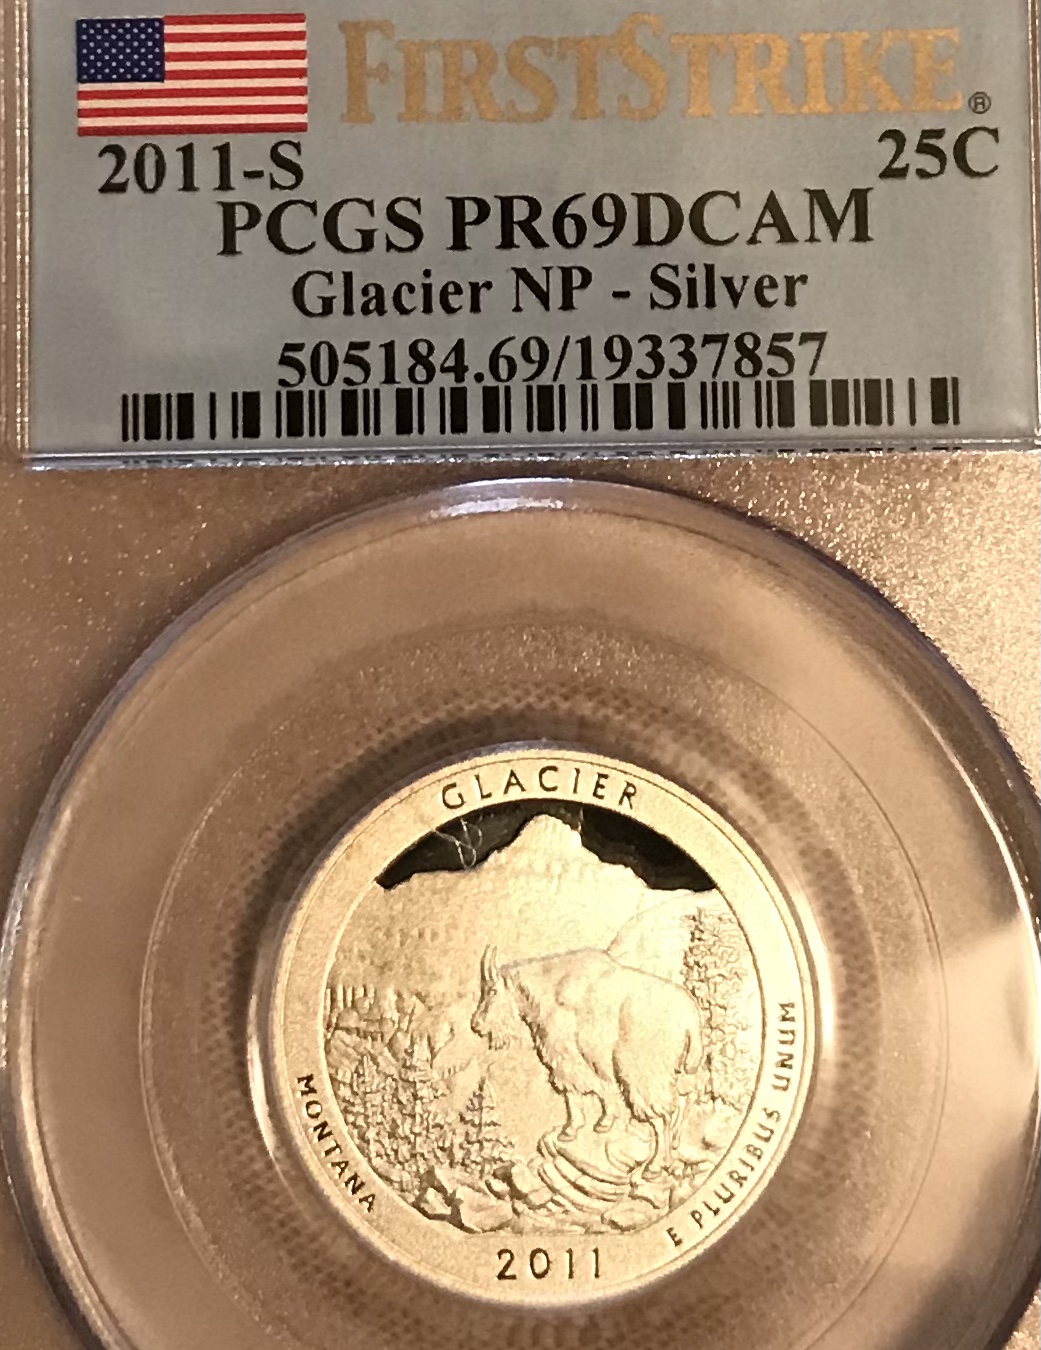 FIRSTSTRIKE®
2011-S 25C
PCGS PR69DCAM
Glacier NP - Silver
505184.69/19337857
GLACIER
MONTANA
E PLURIBUS UNUM
2011